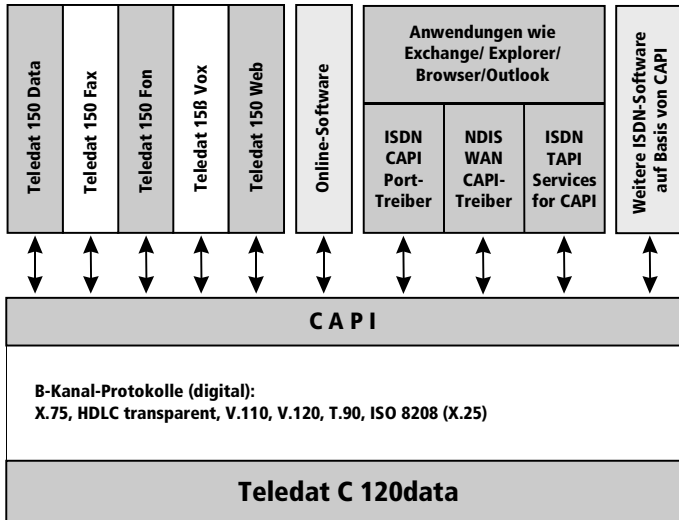 Teledat 150 Data
Teledat 150 Fax
Teledat 150 Fon
Teledat 15ß Vox
Teledat 150 Web
Online-Software
Anwendungen wie
Exchange/ Explorer/
Browser/Outlook
ISDN
CAPI
Port-
Treiber
NDIS
WAN
CAPI-
Treiber
ISDN
TAPI
Services
for CAPI
Weitere ISDN-Software
auf Basis von CAPI
C A P I
B-Kanal-Protokolle (digital):
X.75, HDLC transparent, V.110, V.120, T.90, ISO 8208 (X.25)
Teledat C 120data